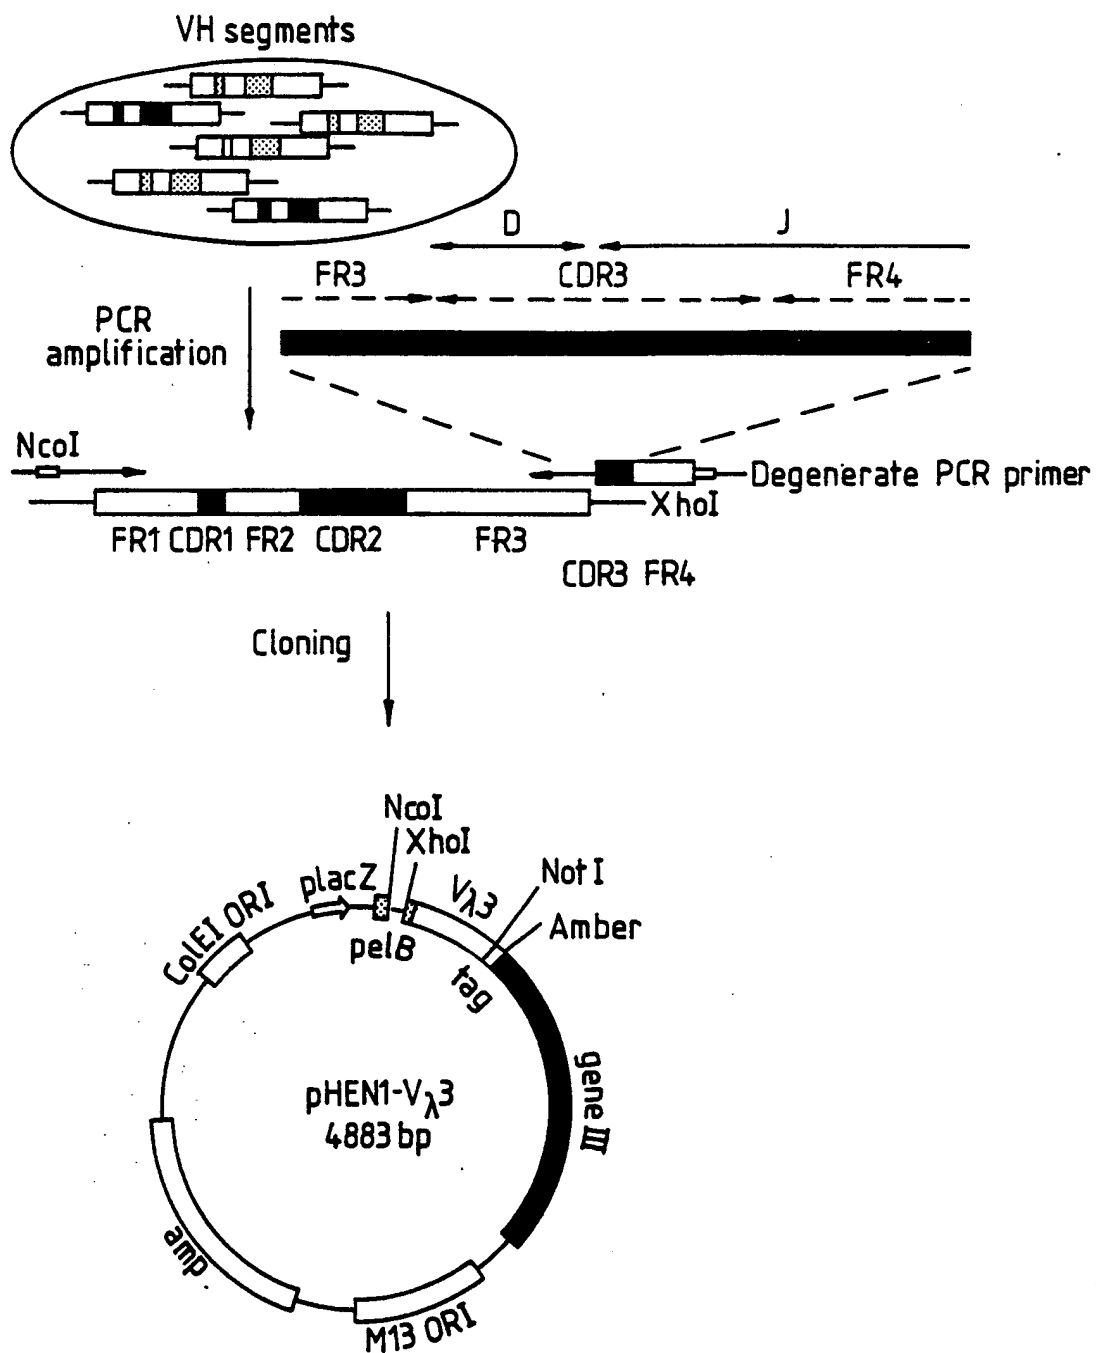 VH segments
D
J
FR3
CDR3
FR4
PCR
amplification
NcoI
Degenerate PCR primer
XhoI
FR1 CDR1 FR2 CDR2 FR3
CDR3 FR4
Cloning
NcoI
XhoI
placZ
Vλ3
Not I
Amber
ColEI ORI
pelB
tag
gene III
pHEN1-Vλ3
4883 bp
amp
M13 ORI